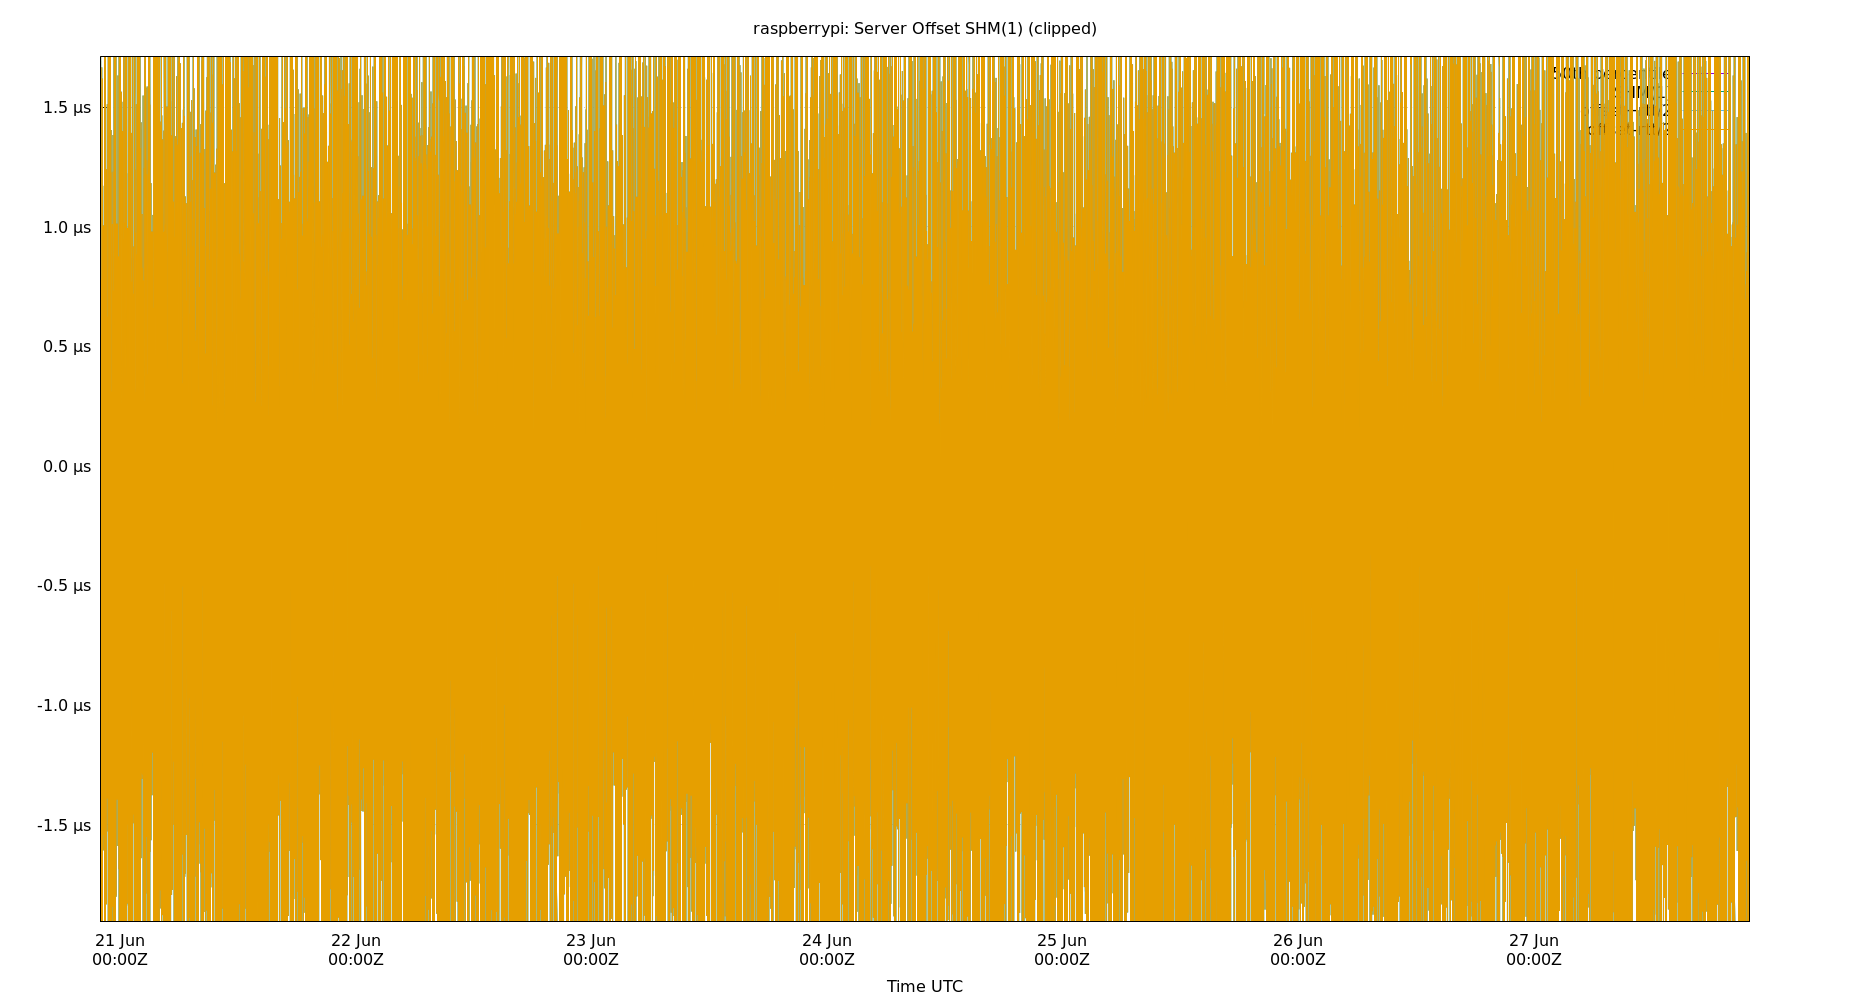 raspberrypi: Server Offset SHM(1) (clipped)
50th percentile
1.5 µs
1.0 µs
0.5 µs
0.0 µs
-0.5 µs
-1.0 µs
-1.5 µs
21 Jun 22 Jun 23 Jun 24 Jun 25 Jun 26 Jun 27 Jun
00:00Z 00:00Z 00:00Z 00:00Z 00:00Z 00:00Z 00:00Z
Time UTC